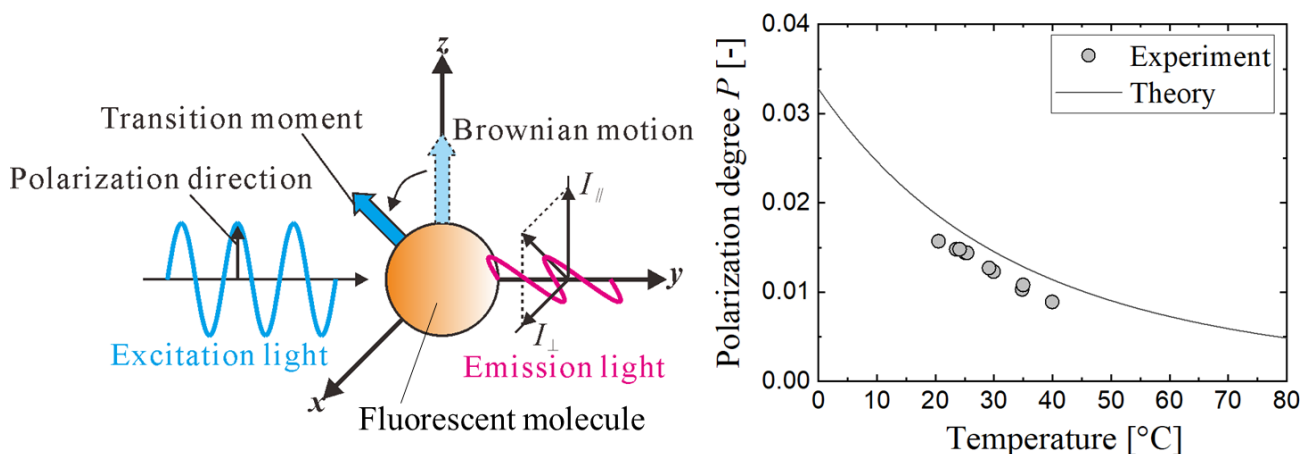 z
Transition moment
Brownian motion
Polarization direction
I∥
y
I⊥
Excitation light
Emission light
x
Fluorescent molecule
Polarization degree P [-]
0.04
0.03
0.02
0.01
0.00
Experiment
Theory
0 10 20 30 40 50 60 70 80
Temperature [°C]